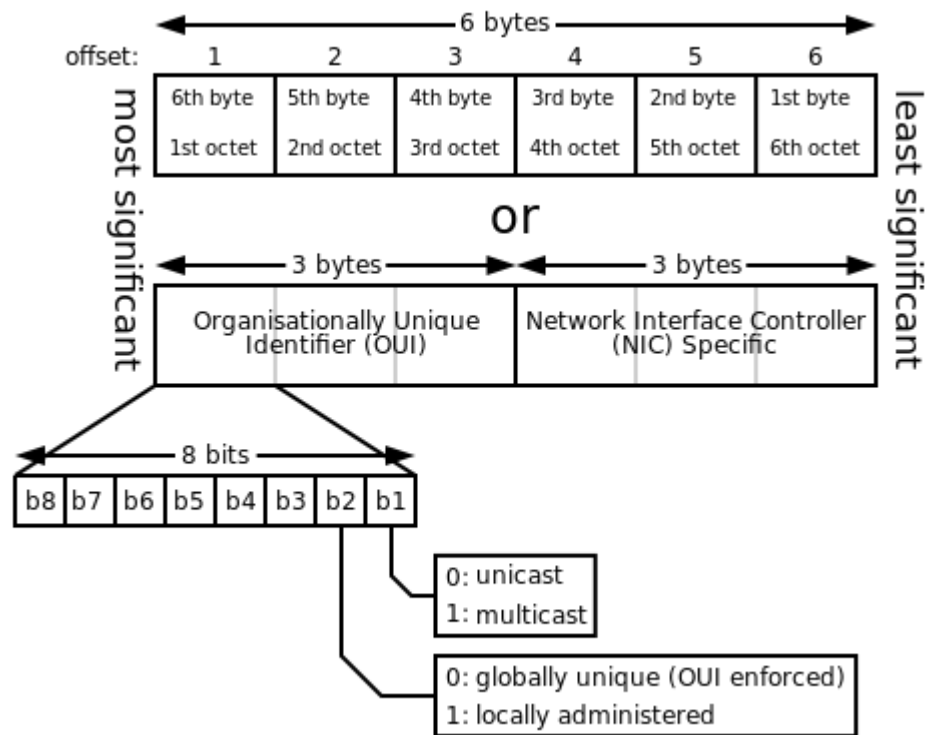 6 bytes
offset: 1 2 3 4 5 6
6th byte 5th byte 4th byte 3rd byte 2nd byte 1st byte
1st octet 2nd octet 3rd octet 4th octet 5th octet 6th octet
most significant
least significant
or
3 bytes 3 bytes
Organisationally Unique
Identifier (OUI)
Network Interface Controller
(NIC) Specific
8 bits
b8 b7 b6 b5 b4 b3 b2 b1
0: unicast
1: multicast
0: globally unique (OUI enforced)
1: locally administered